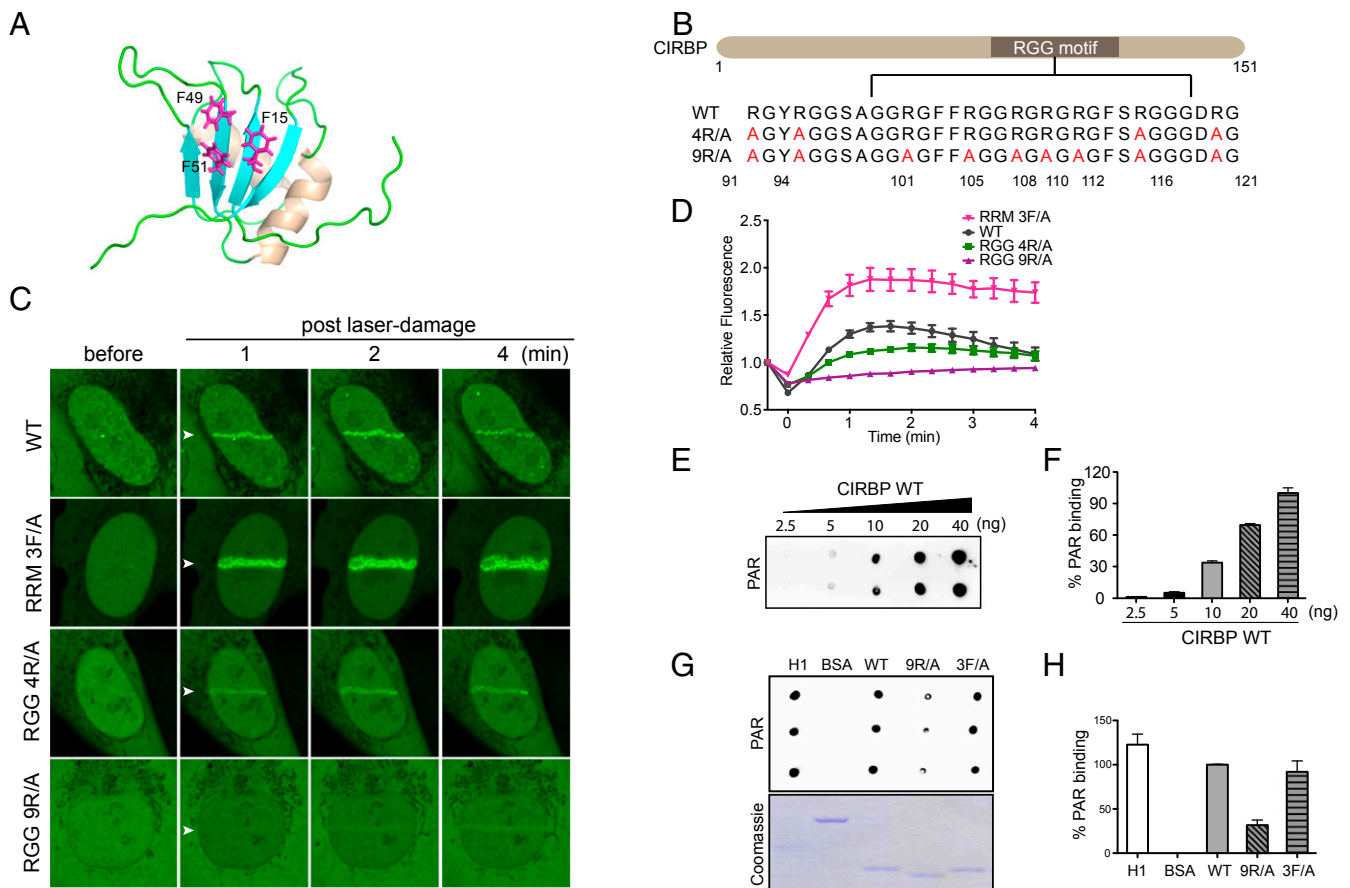 A
F49
F15
F51
B
CIRBP
RGG motif
1
151
WT RGYRGGSAGGRGFFRGGRGRGRGFSRGGGDRG
4R/A AGYAGGSAGGRGFFRGGRGRGRGFSAGGGDAG
9R/A AGYAGGSAGGAGFFAGGAGAGAGFSAGGGDAG
91 94 101 105 108 110 112 116 121
C
post laser-damage
before 1 2 4 (min)
WT
RRM 3F/A
RGG 4R/A
RGG 9R/A
D
RRM 3F/A
WT
RGG 4R/A
RGG 9R/A
Relative Fluorescence
2.5
2.0
1.5
1.0
0.5
0 1 2 3 4
Time (min)
E
CIRBP WT
2.5 5 10 20 40 (ng)
PAR
F
% PAR binding
120
90
60
30
0
2.5 5 10 20 40 (ng)
CIRBP WT
G
H1 BSA WT 9R/A 3F/A
PAR
Coomassie
H
% PAR binding
150
100
50
0
H1 BSA WT 9R/A 3F/A